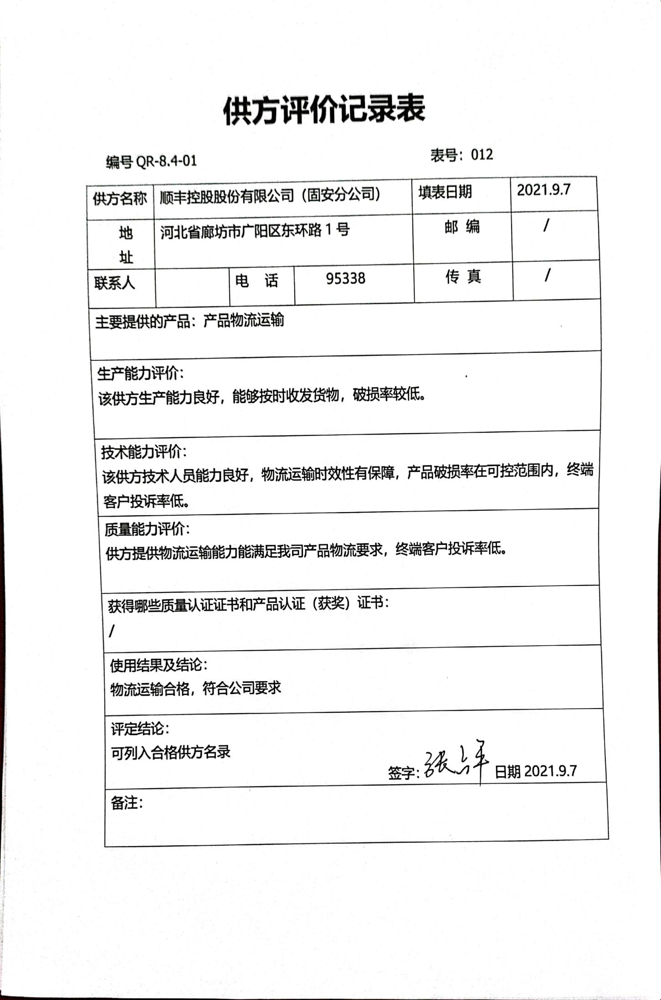 供方评价记录表
编号 QR-8.4-01
表号：012
供方名称 顺丰控股股份有限公司（固安分公司） 填表日期 2021.9.7
地址 河北省廊坊市广阳区东环路 1 号 邮 编 /
联系人 电 话 95338 传 真 /
主要提供的产品：产品物流运输
生产能力评价：
该供方生产能力良好，能够按时收发货物，破损率较低。
技术能力评价：
该供方技术人员能力良好，物流运输时效性有保障，产品破损率在可控范围内，终端
客户投诉率低。
质量能力评价：
供方提供物流运输能力能满足我司产品物流要求，终端客户投诉率低。
获得哪些质量认证证书和产品认证（获奖）证书：
/
使用结果及结论：
物流运输合格，符合公司要求
评定结论：
可列入合格供方名录
签字： 日期 2021.9.7
备注：